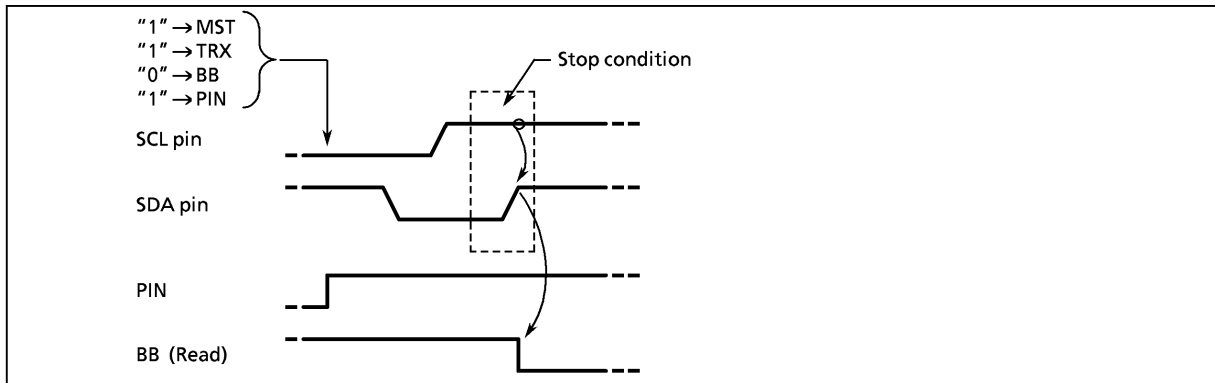 "1" → MST
"1" → TRX
"0" → BB
"1" → PIN
Stop condition
SCL pin
SDA pin
PIN
BB (Read)